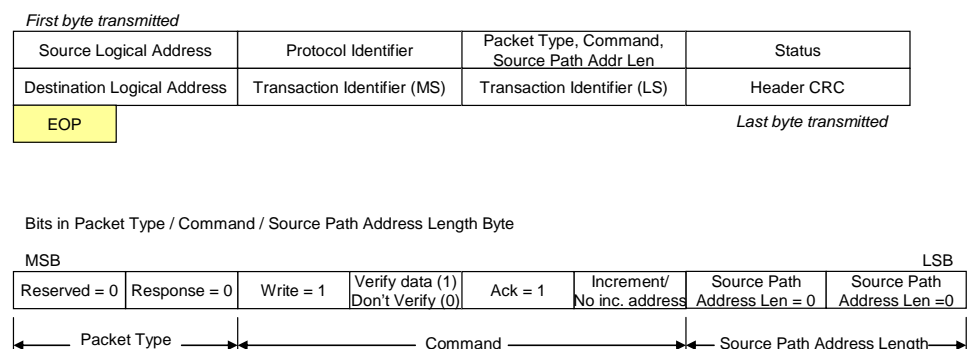 First byte transmitted
Source Logical Address Protocol Identifier Packet Type, Command, Source Path Addr Len Status
Destination Logical Address Transaction Identifier (MS) Transaction Identifier (LS) Header CRC
EOP Last byte transmitted
Bits in Packet Type / Command / Source Path Address Length Byte
MSB LSB
Reserved = 0 Response = 0 Write = 1 Verify data (1) Don't Verify (0) Ack = 1 Increment/ No inc. address Source Path Address Len = 0 Source Path Address Len =0
Packet Type Command Source Path Address Length